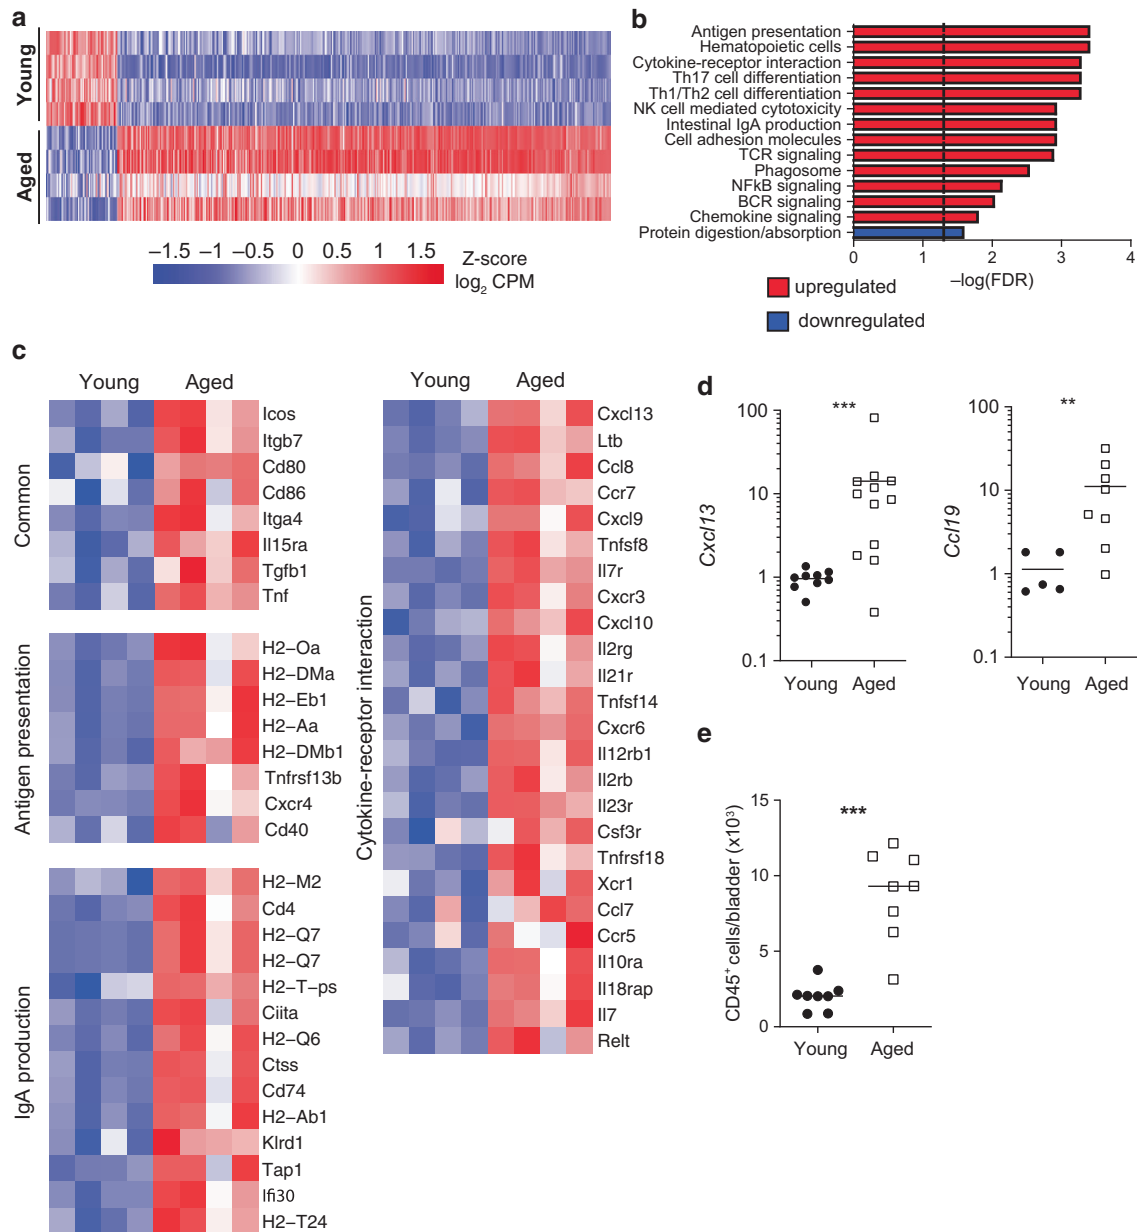 a
Young
Aged
−1.5 −1 −0.5 0 0.5 1 1.5
Z-score
log2 CPM
b
Antigen presentation
Hematopoietic cells
Cytokine-receptor interaction
Th17 cell differentiation
Th1/Th2 cell differentiation
NK cell mediated cytotoxicity
Intestinal IgA production
Cell adhesion molecules
TCR signaling
Phagosome
NFkB signaling
BCR signaling
Chemokine signaling
Protein digestion/absorption
0 1 2 3 4
−log(FDR)
upregulated
downregulated
c
Young Aged
Common
Icos
Itgb7
Cd80
Cd86
Itga4
Il15ra
Tgfb1
Tnf
Antigen presentation
H2−Oa
H2−DMa
H2−Eb1
H2−Aa
H2−DMb1
Tnfrsf13b
Cxcr4
Cd40
IgA production
H2−M2
Cd4
H2−Q7
H2−Q7
H2−T−ps
Ciita
H2−Q6
Ctss
Cd74
H2−Ab1
Klrd1
Tap1
Ifi30
H2−T24
Young Aged
Cytokine-receptor interaction
Cxcl13
Ltb
Ccl8
Ccr7
Cxcl9
Tnfsf8
Il7r
Cxcr3
Cxcl10
Il2rg
Il21r
Tnfsf14
Cxcr6
Il12rb1
Il2rb
Il23r
Csf3r
Tnfrsf18
Xcr1
Ccl7
Ccr5
Il10ra
Il18rap
Il7
Relt
d
Cxcl13
100
10
1
0.1
***
Young Aged
Ccl19
100
10
1
0.1
**
Young Aged
e
CD45+ cells/bladder (x10³)
15
10
5
0
***
Young Aged